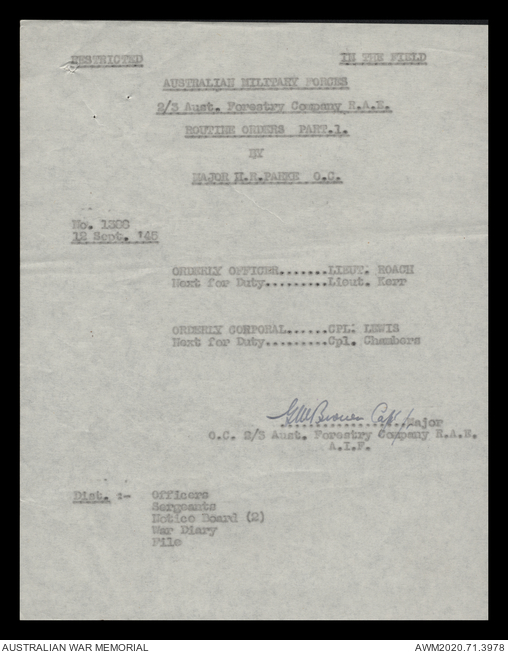 RESTRICTED IN THE FIELD
AUSTRALIAN MILITARY FORCES
2/3 Aust. Forestry Company R.A.E.
ROUTINE ORDERS PART.1.
BY
MAJOR H.R.PARKE O.C.
No. 1386
12 Sept. '45
ORDERLY OFFICER.......LIEUT. ROACH
Next for Duty.........Lieut. Kerr
ORDERLY CORPORAL......CPL. LEWIS
Next for Duty.........Cpl. Chambers
GWBrown Capt Major
O.C. 2/3 Aust. Forestry Company R.A.E.
A.I.F.
Dist. :- Officers
Sergeants
Notice Board (2)
War Diary
File
AUSTRALIAN WAR MEMORIAL AWM2020.71.3978